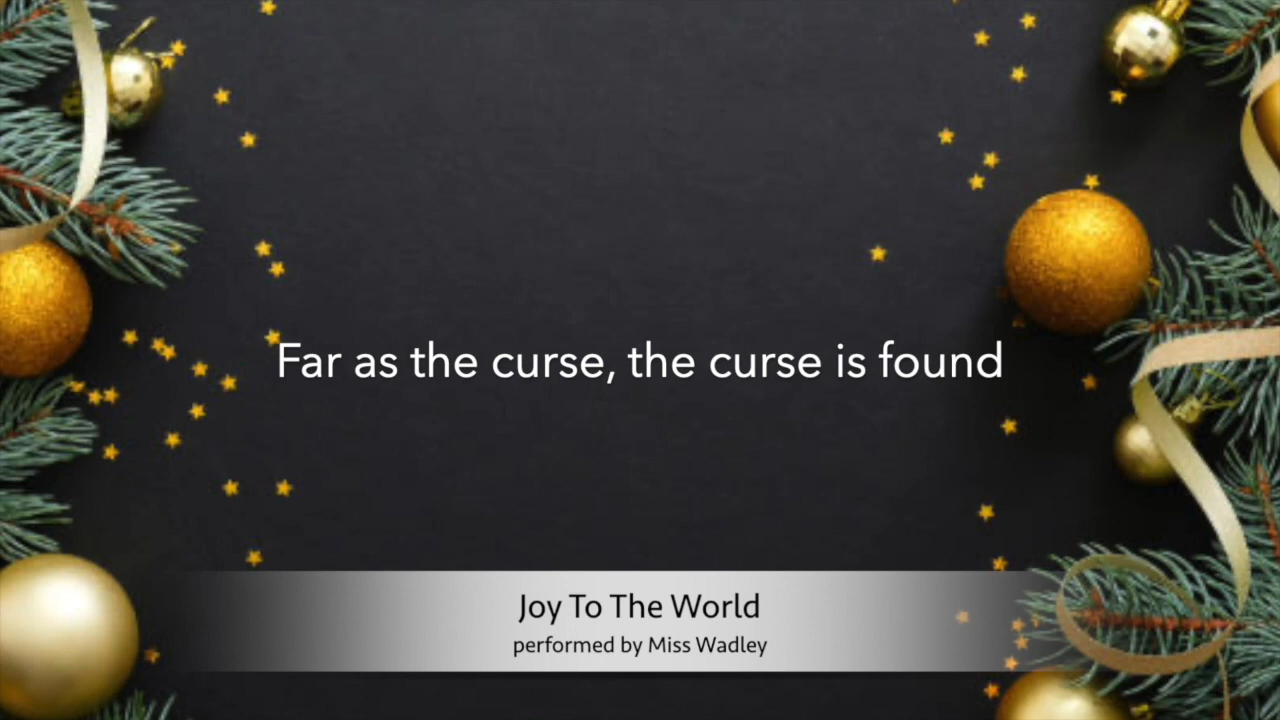 Far as the curse, the curse is found
Joy To The World
performed by Miss Wadley